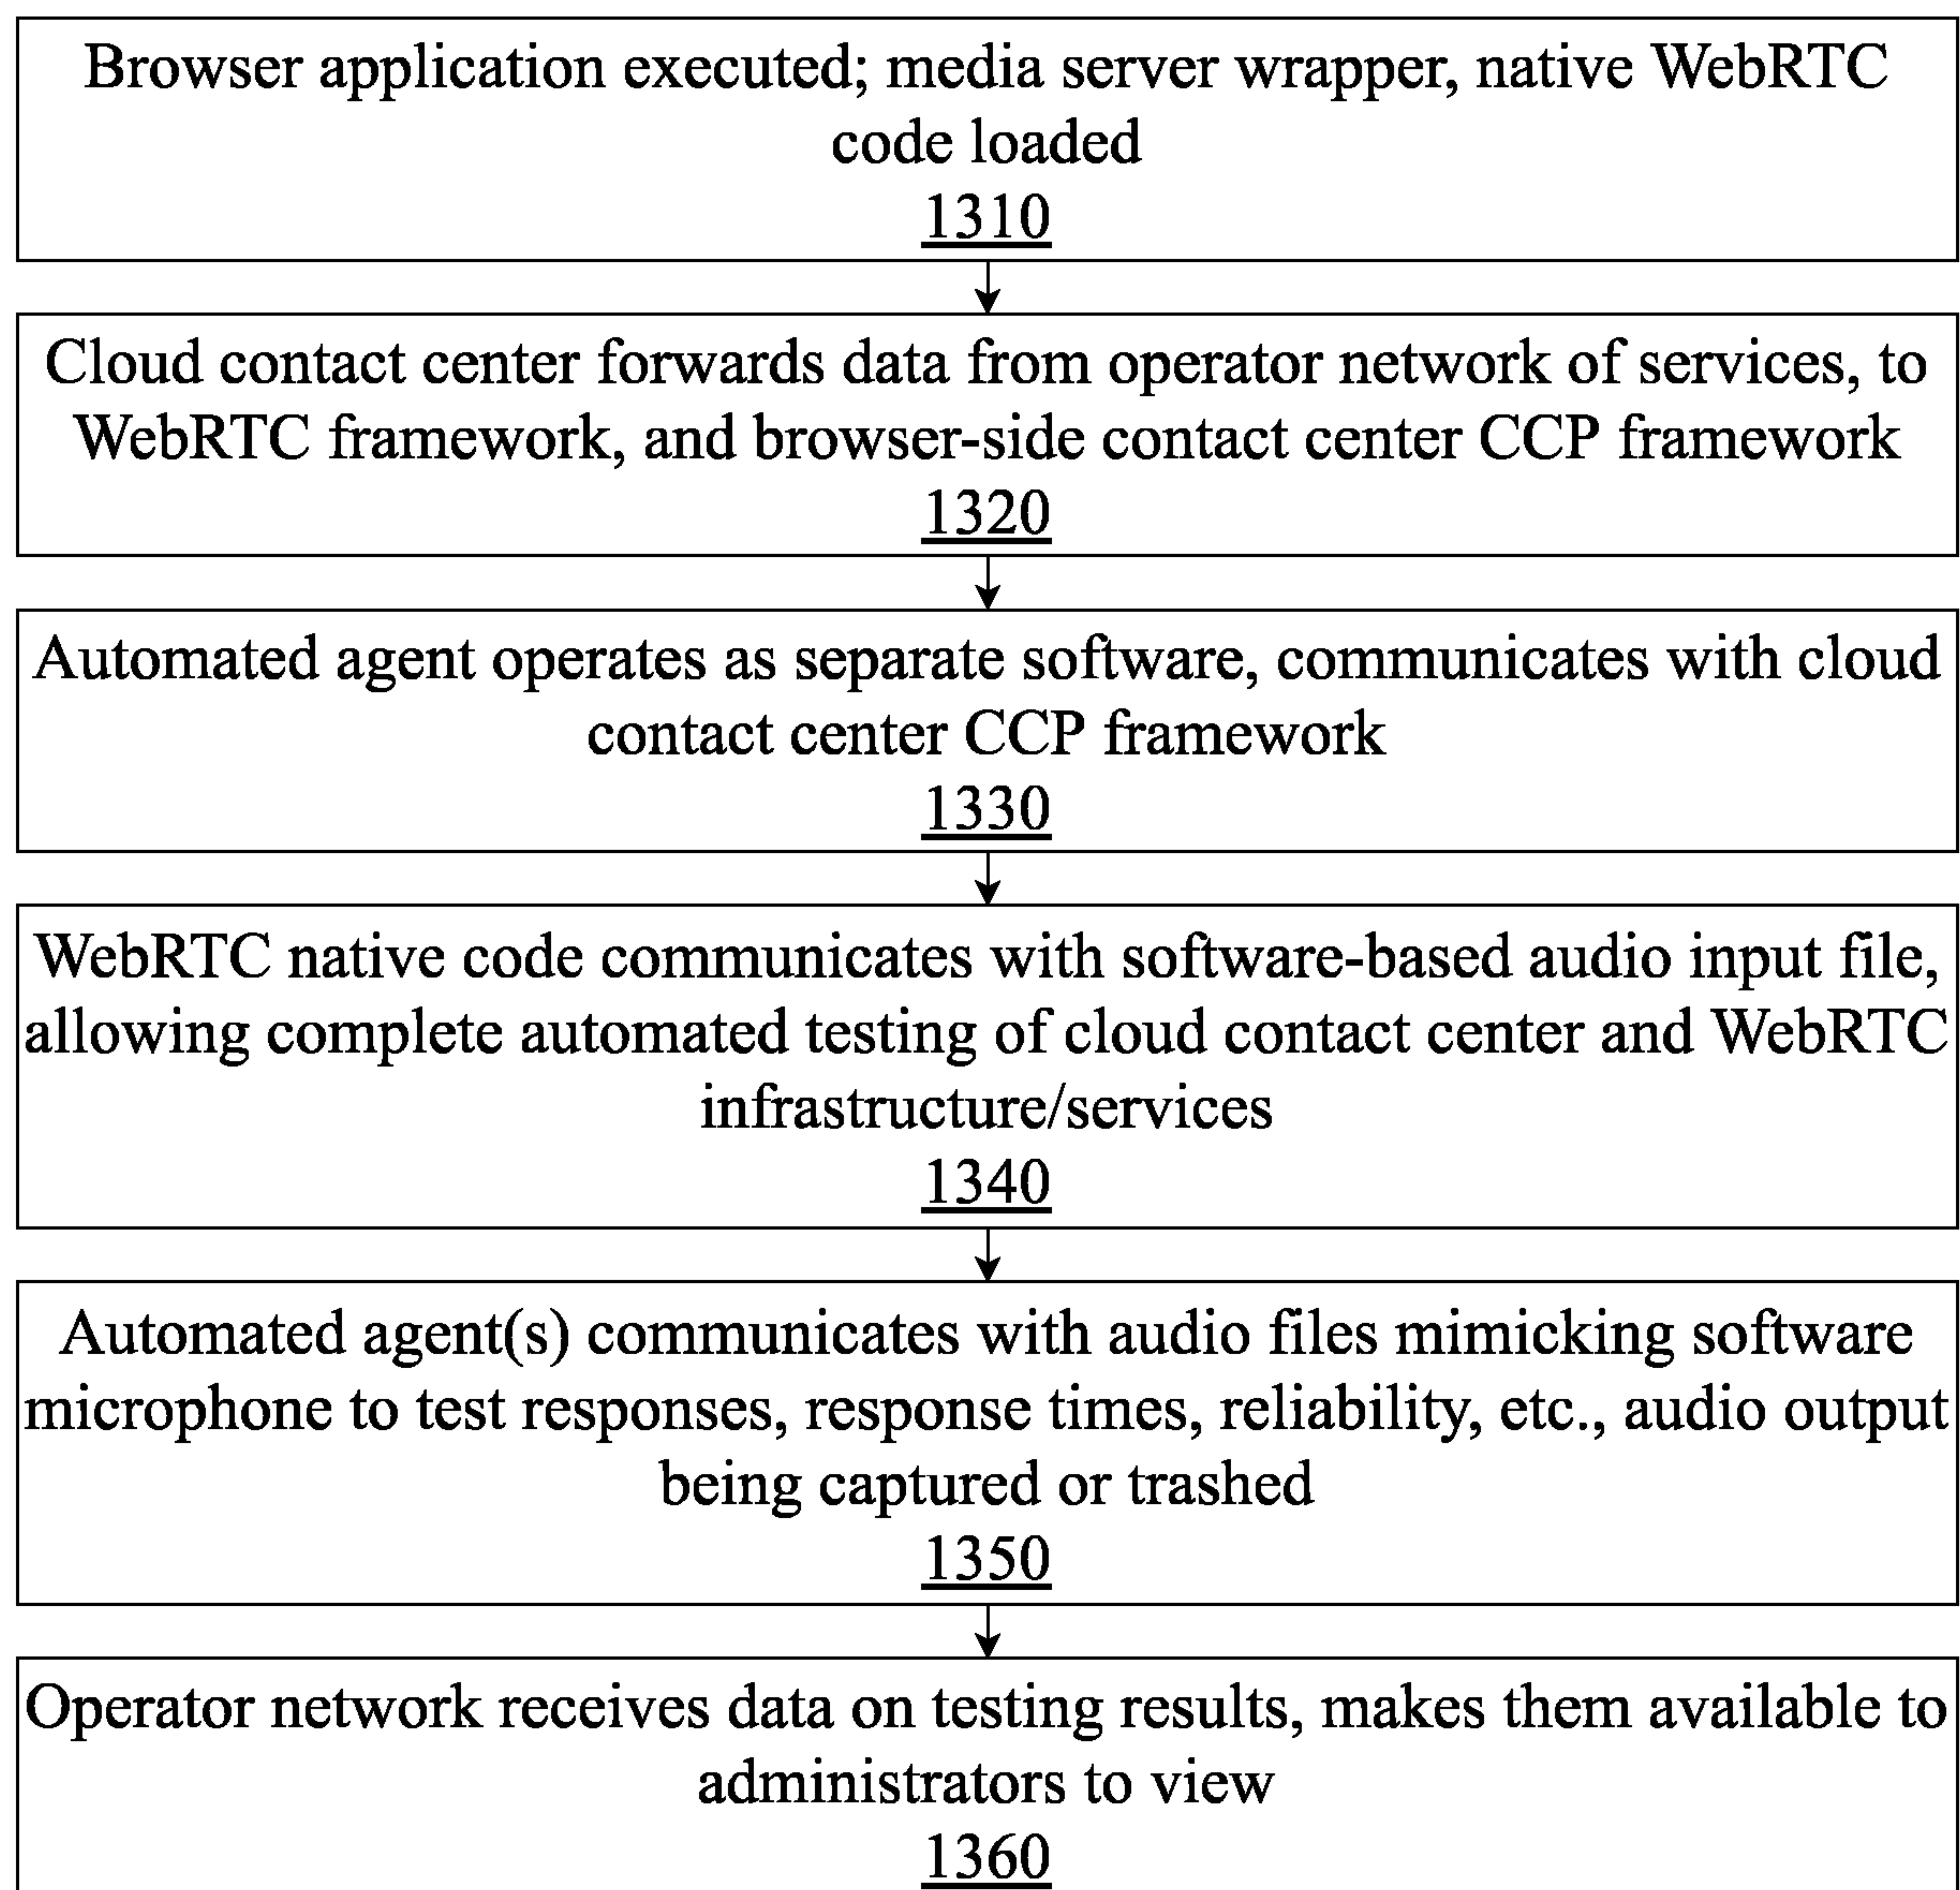 Browser application executed; media server wrapper, native WebRTC
code loaded
1310
Cloud contact center forwards data from operator network of services, to
WebRTC framework, and browser-side contact center CCP framework
1320
Automated agent operates as separate software, communicates with cloud
contact center CCP framework
1330
WebRTC native code communicates with software-based audio input file,
allowing complete automated testing of cloud contact center and WebRTC
infrastructure/services
1340
Automated agent(s) communicates with audio files mimicking software
microphone to test responses, response times, reliability, etc., audio output
being captured or trashed
1350
Operator network receives data on testing results, makes them available to
administrators to view
1360